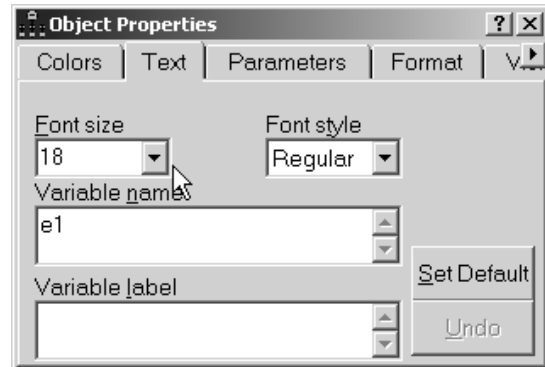 Object Properties
Colors Text Parameters Format
Font size Font style
18 Regular
Variable name
e1
Set Default
Variable label
Undo